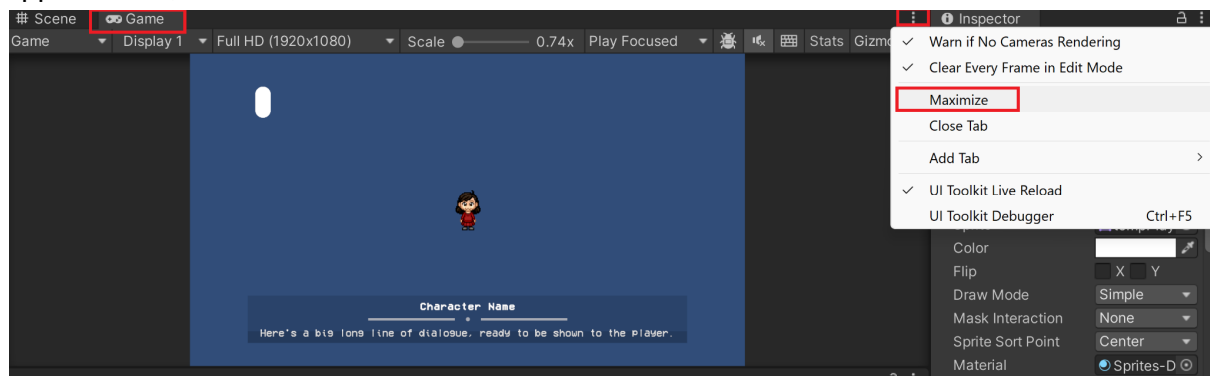 # Scene Game Inspector
Game Display 1 Full HD (1920x1080) Scale 0.74x Play Focused Stats Gizmo
Warn if No Cameras Rendering
Clear Every Frame in Edit Mode
Maximize
Close Tab
Add Tab
UI Toolkit Live Reload
UI Toolkit Debugger Ctrl+F5
Color
Flip X Y
Draw Mode Simple
Mask Interaction None
Sprite Sort Point Center
Material Sprites-D
Character Name
Here's a big long line of dialogue, ready to be shown to the player.